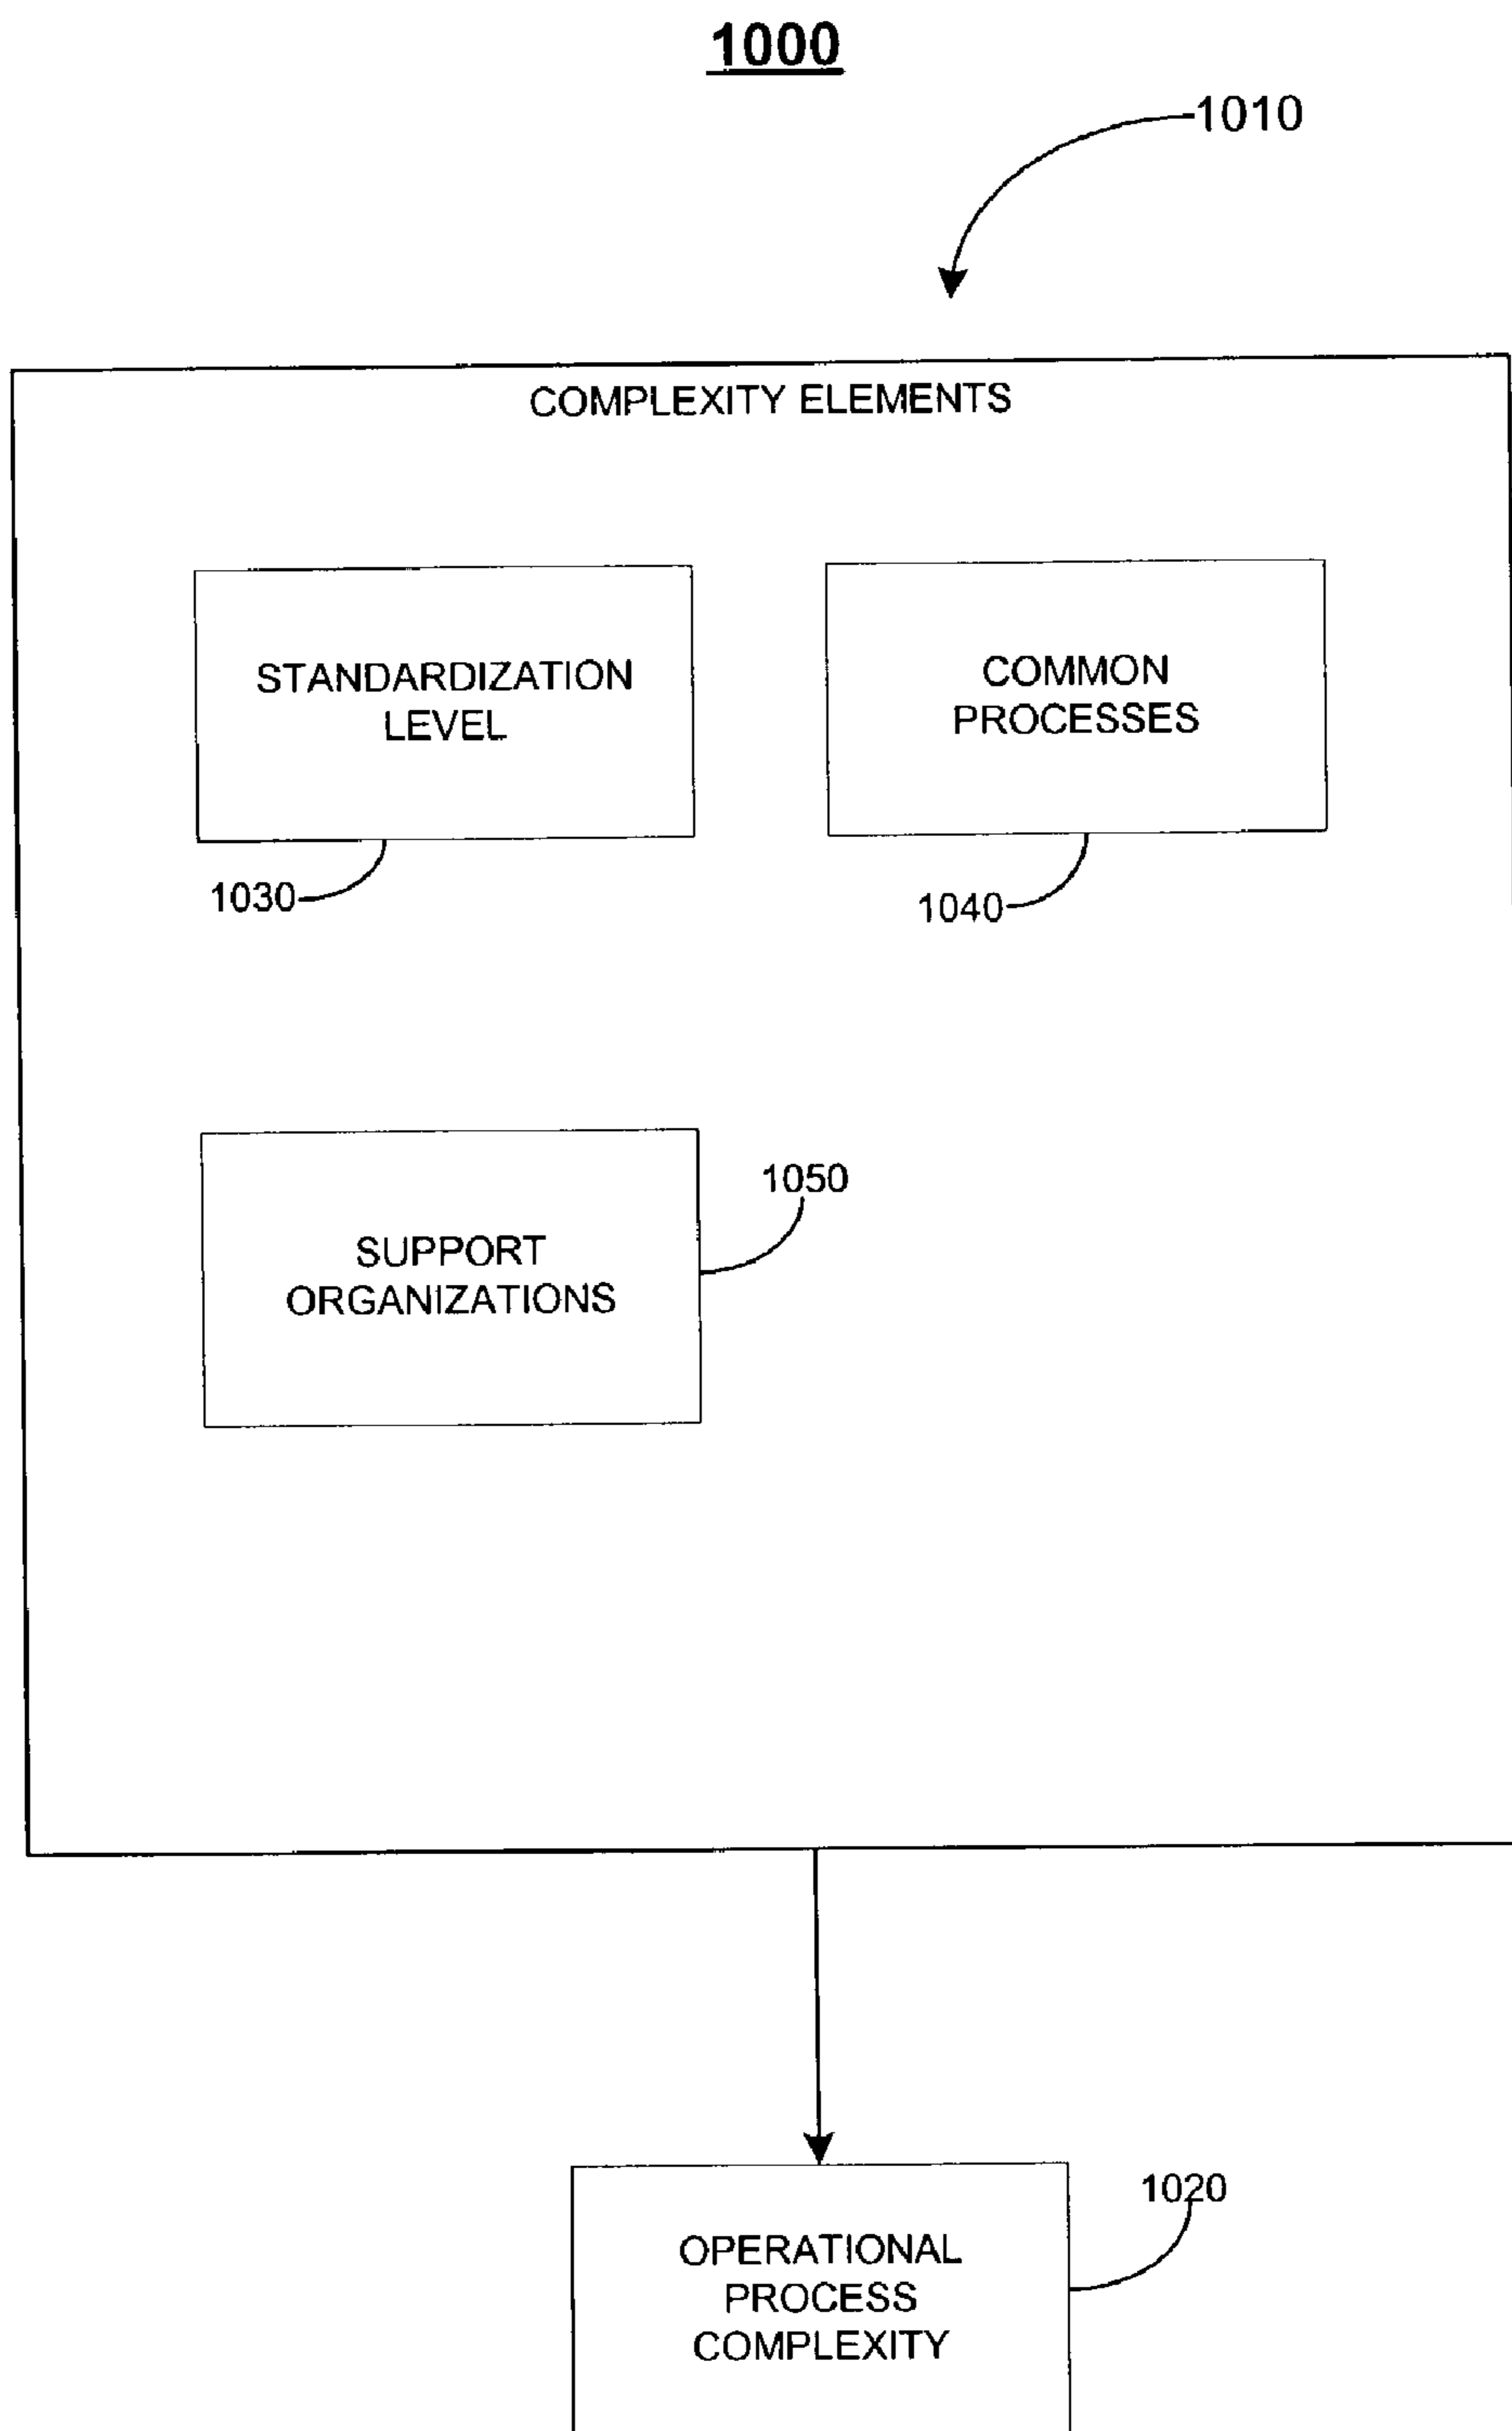 1000
1010
COMPLEXITY ELEMENTS
STANDARDIZATION
LEVEL
COMMON
PROCESSES
1030
1040
SUPPORT
ORGANIZATIONS
1050
OPERATIONAL
PROCESS
COMPLEXITY
1020